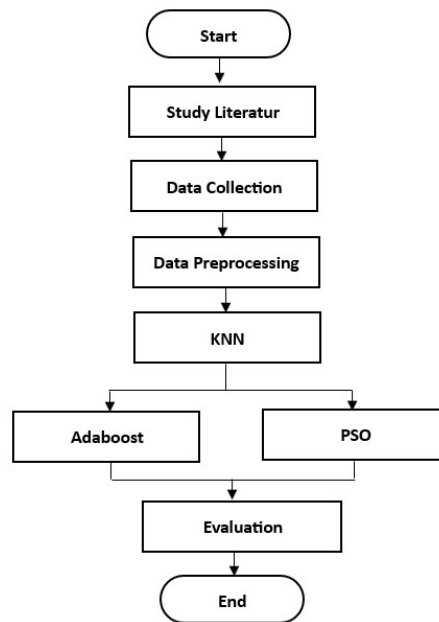 Start
Study Literatur
Data Collection
Data Preprocessing
KNN
Adaboost
PSO
Evaluation
End